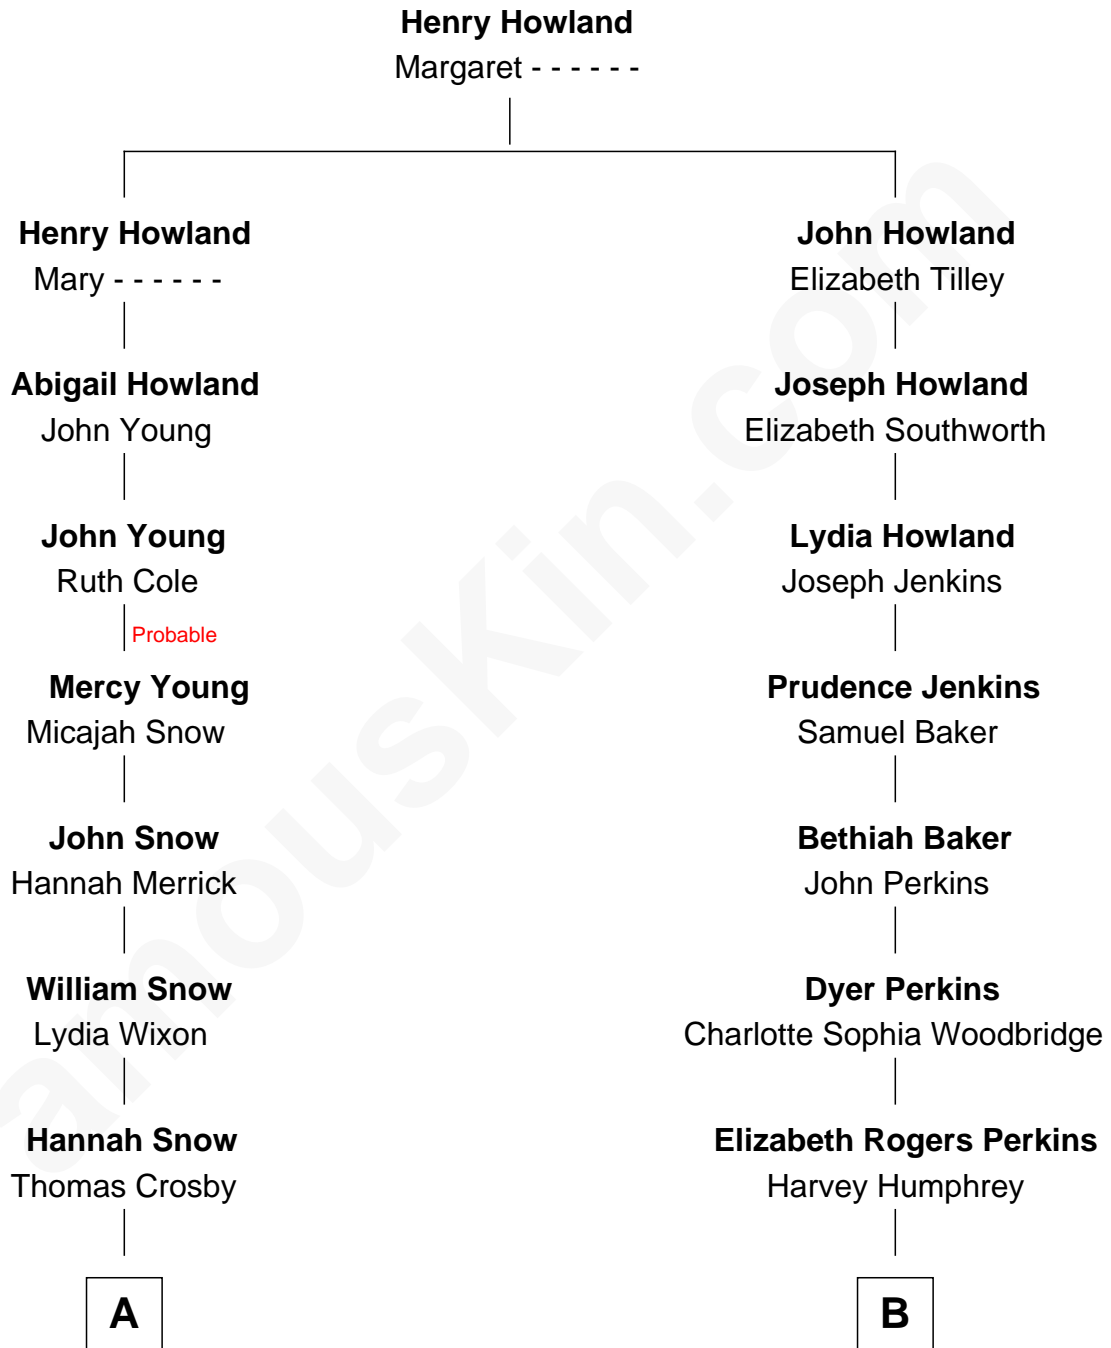 Henry Howland
Margaret - - - - - -
Henry Howland
Mary - - - - - -
John Howland
Elizabeth Tilley
Abigail Howland
John Young
Joseph Howland
Elizabeth Southworth
John Young
Ruth Cole
Lydia Howland
Joseph Jenkins
Probable
Mercy Young
Micajah Snow
Prudence Jenkins
Samuel Baker
John Snow
Hannah Merrick
Bethiah Baker
John Perkins
William Snow
Lydia Wixon
Dyer Perkins
Charlotte Sophia Woodbridge
Hannah Snow
Thomas Crosby
Elizabeth Rogers Perkins
Harvey Humphrey
A
B
amouskin.com